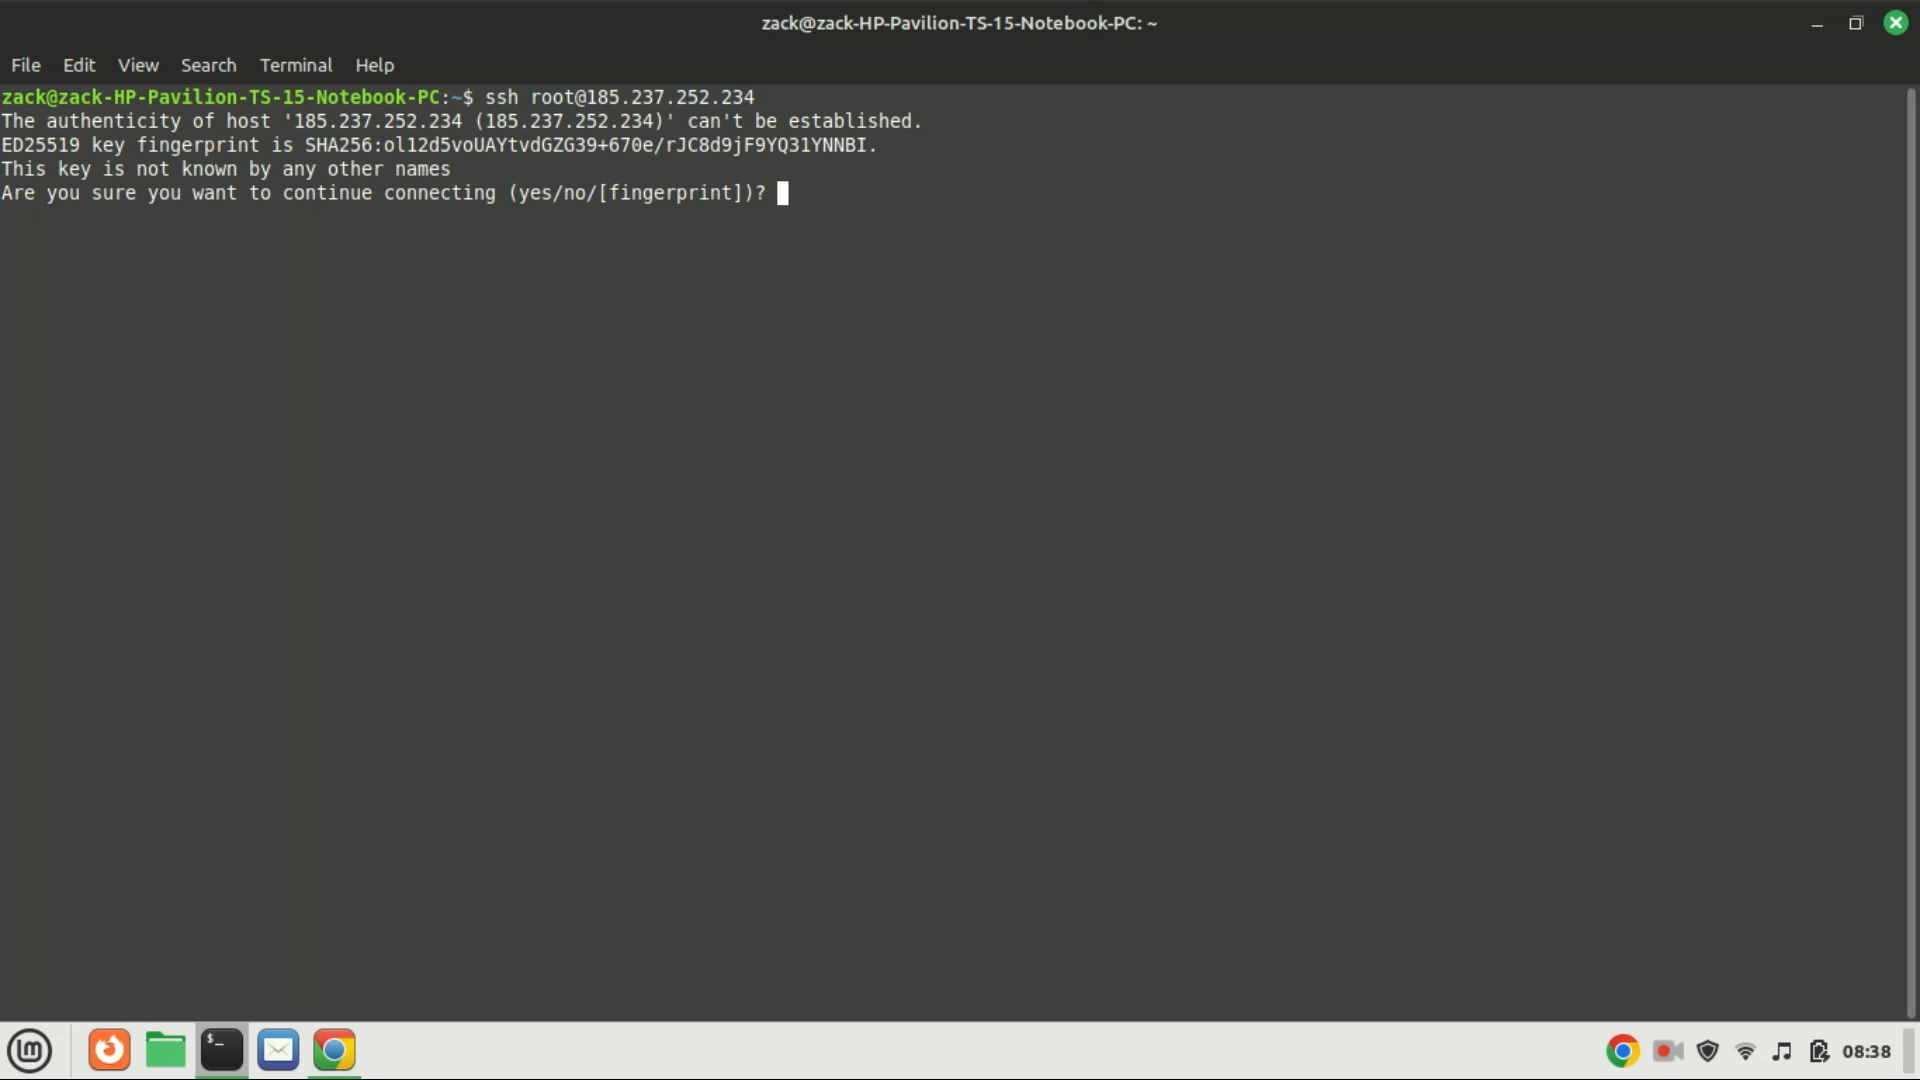 zack@zack-HP-Pavilion-TS-15-Notebook-PC: ~
File Edit View Search Terminal Help
zack@zack-HP-Pavilion-TS-15-Notebook-PC:~$ ssh root@185.237.252.234
The authenticity of host '185.237.252.234 (185.237.252.234)' can't be established.
ED25519 key fingerprint is SHA256:ol12d5voUAYtvdGZG39+670e/rJC8d9jF9YQ31YNNBI.
This key is not known by any other names
Are you sure you want to continue connecting (yes/no/[fingerprint])?
$_
08:38